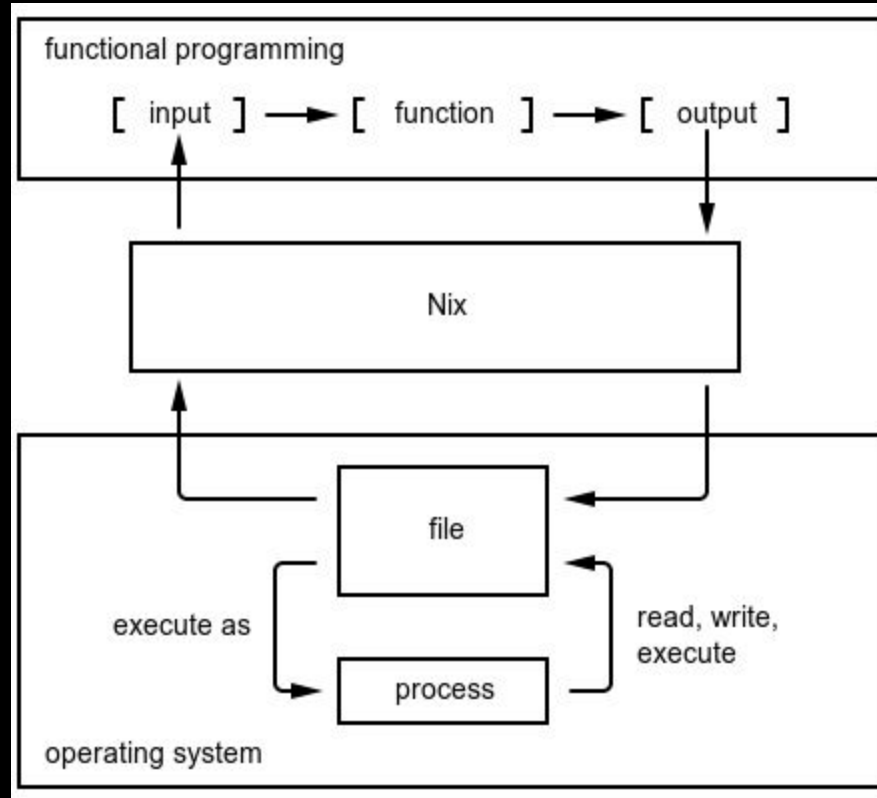 functional programming
[ input ] [ function ] [ output ]
Nix
file
execute as
read, write,
execute
process
operating system